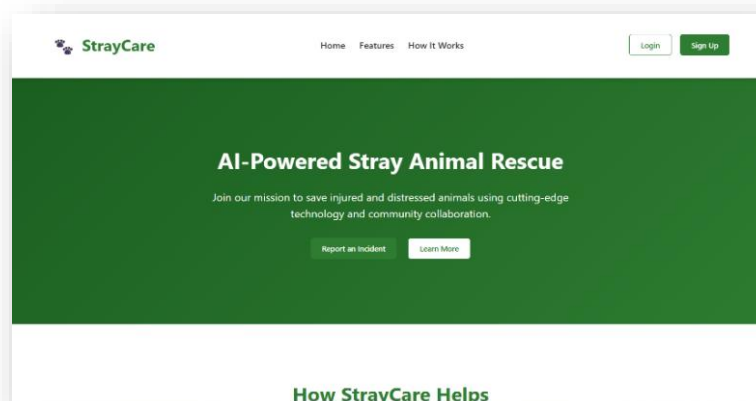 StrayCare
Home Features How It Works
Login Sign Up
AI-Powered Stray Animal Rescue
Join our mission to save injured and distressed animals using cutting-edge
technology and community collaboration.
Report an Incident Learn More
How StrayCare Helps